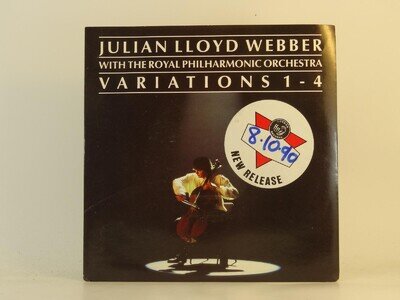 JULIAN LLOYD WEBBER
WITH THE ROYAL PHILHARMONIC ORCHESTRA
VARIATIONS 1-4
8.10.90
NEW RELEASE